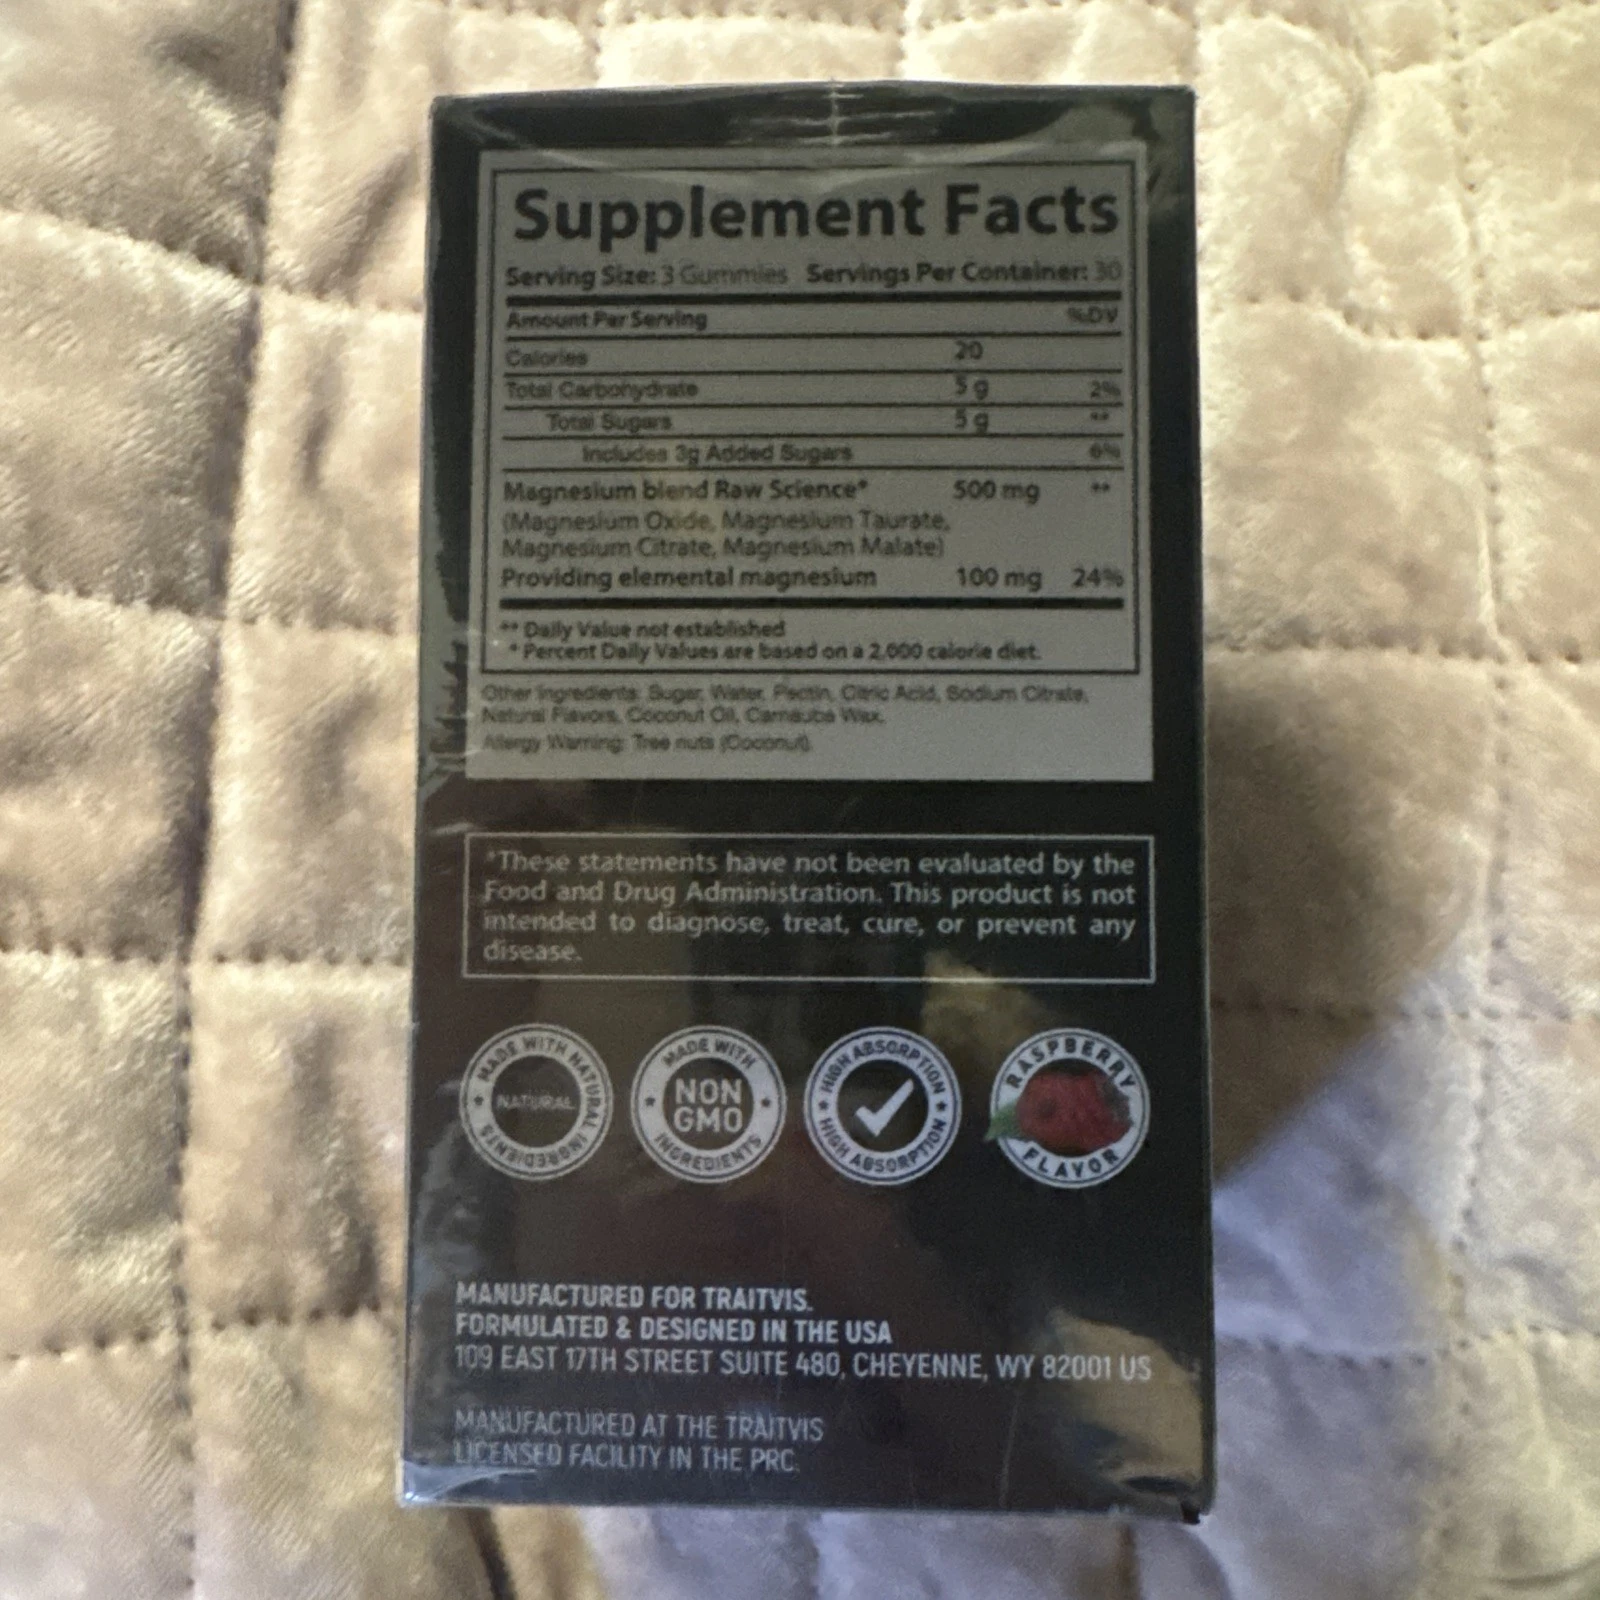 Supplement Facts
Serving Size: 3 Gummies Servings Per Container: 30
Amount Per Serving %DV
Calories 20
Total Carbohydrate 5 g 2%
Total Sugars 5 g **
Includes 3g Added Sugars 6%
Magnesium blend Raw Science* 500 mg **
(Magnesium Oxide, Magnesium Taurate,
Magnesium Citrate, Magnesium Malate)
Providing elemental magnesium 100 mg 24%
** Daily Value not established
* Percent Daily Values are based on a 2,000 calorie diet.
Other Ingredients: Sugar, Water, Pectin, Citric Acid, Sodium Citrate,
Natural Flavors, Coconut Oil, Carnauba Wax.
Allergy Warning: Tree nuts (Coconut).
*These statements have not been evaluated by the
Food and Drug Administration. This product is not
intended to diagnose, treat, cure, or prevent any
disease.
MADE WITH NATURAL INGREDIENTS
NATURAL
MADE WITH
NON
GMO
INGREDIENTS
HIGH ABSORPTION
HIGH ABSORPTION
RASPBERRY
FLAVOR
MANUFACTURED FOR TRAITVIS.
FORMULATED & DESIGNED IN THE USA
109 EAST 17TH STREET SUITE 480, CHEYENNE, WY 82001 US
MANUFACTURED AT THE TRAITVIS
LICENSED FACILITY IN THE PRC.